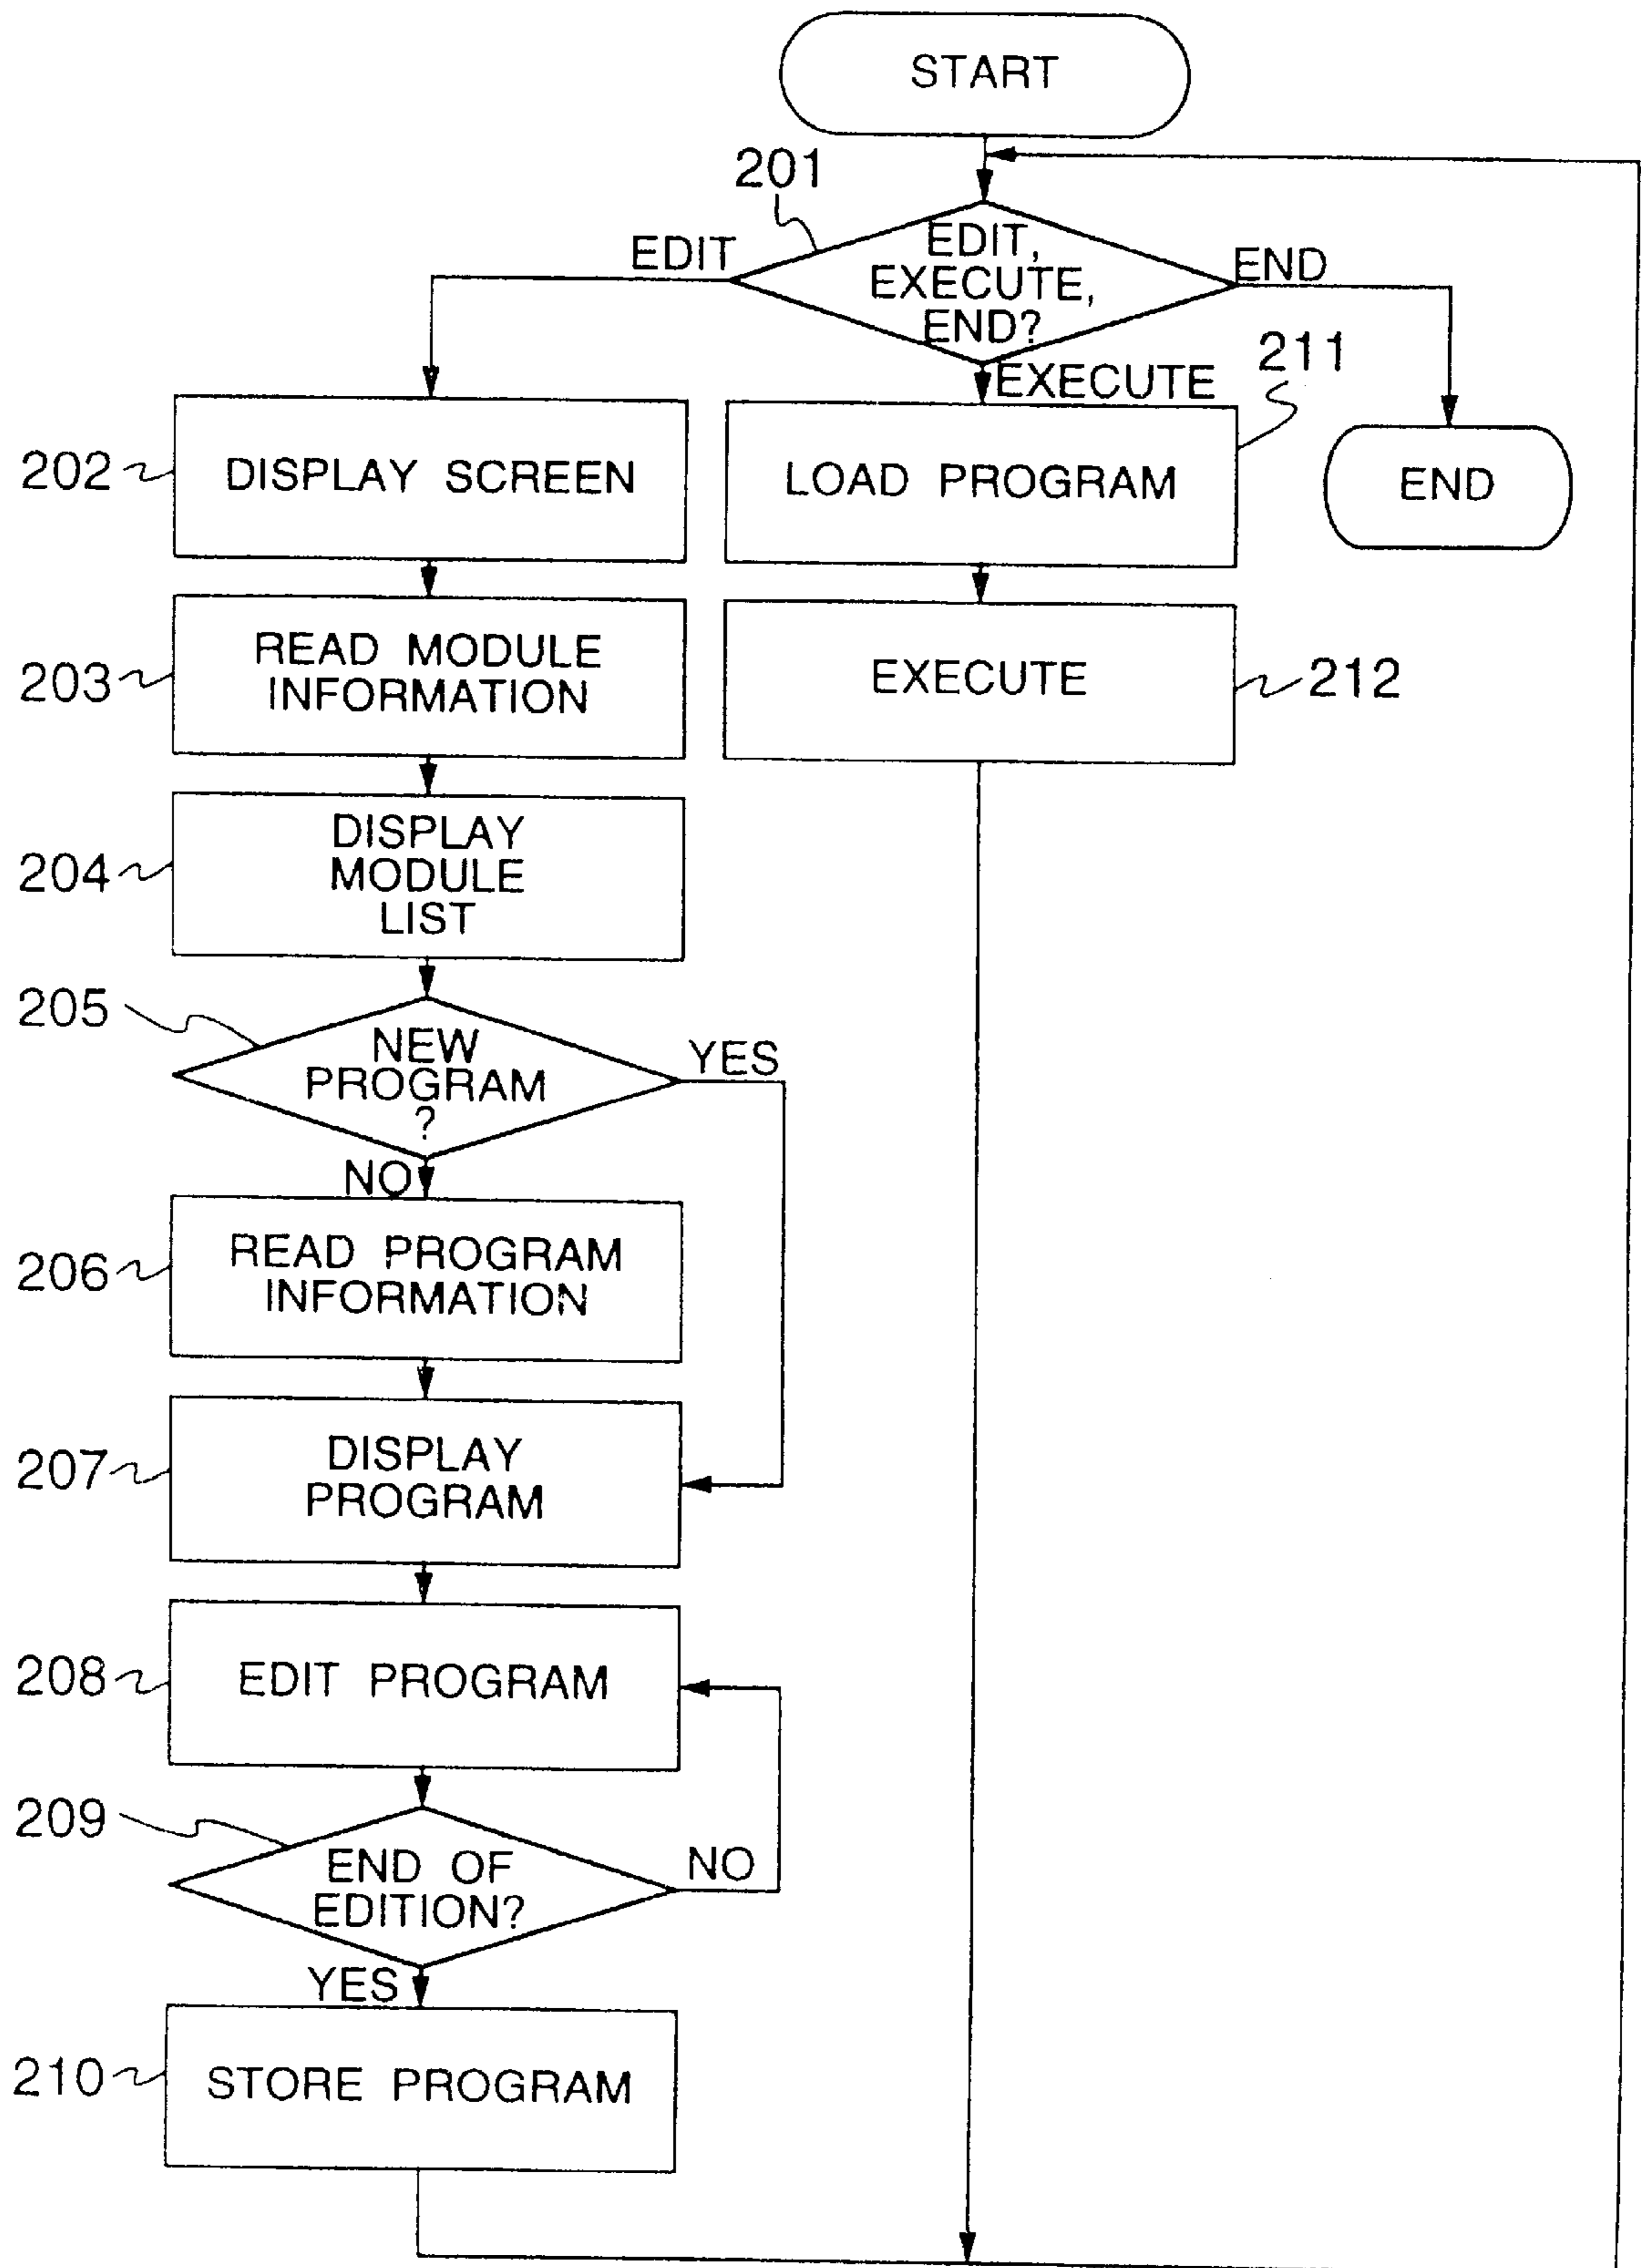 START
201
EDIT
EDIT,
EXECUTE,
END?
END
EXECUTE
211
202
DISPLAY SCREEN
LOAD PROGRAM
END
203
READ MODULE
INFORMATION
EXECUTE
212
204
DISPLAY
MODULE
LIST
205
NEW
PROGRAM
?
YES
NO
206
READ PROGRAM
INFORMATION
207
DISPLAY
PROGRAM
208
EDIT PROGRAM
209
END OF
EDITION?
NO
YES
210
STORE PROGRAM